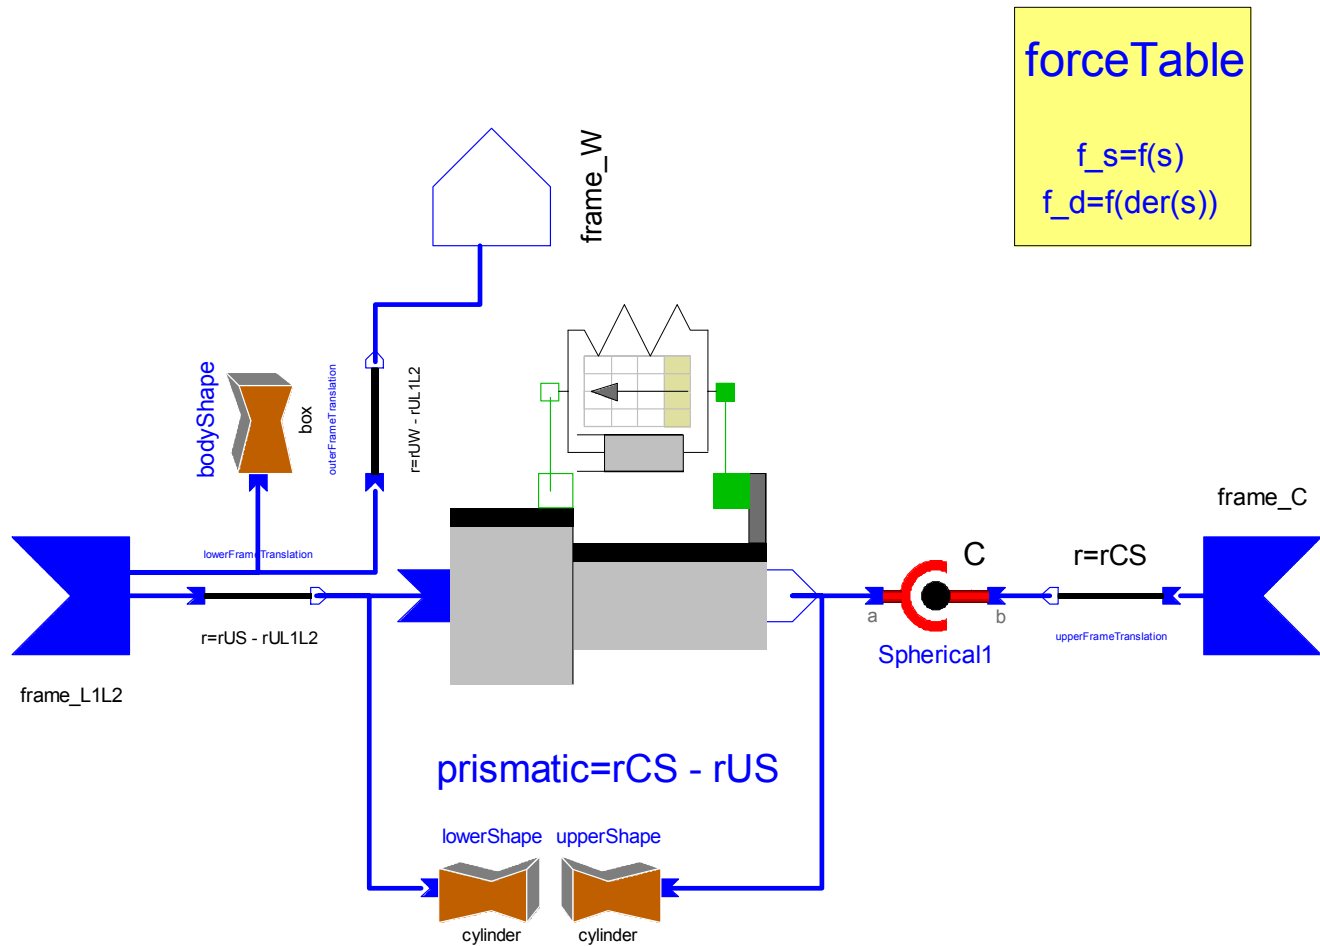 forceTable
f_s=f(s)
f_d=f(der(s))
frame_W
bodyShape
box
outerFrameTranslation
r=rUW - rUL1L2
lowerFrameTranslation
r=rUS - rUL1L2
frame_L1L2
C
a
b
Spherical1
r=rCS
upperFrameTranslation
frame_C
prismatic=rCS - rUS
lowerShape
upperShape
cylinder
cylinder